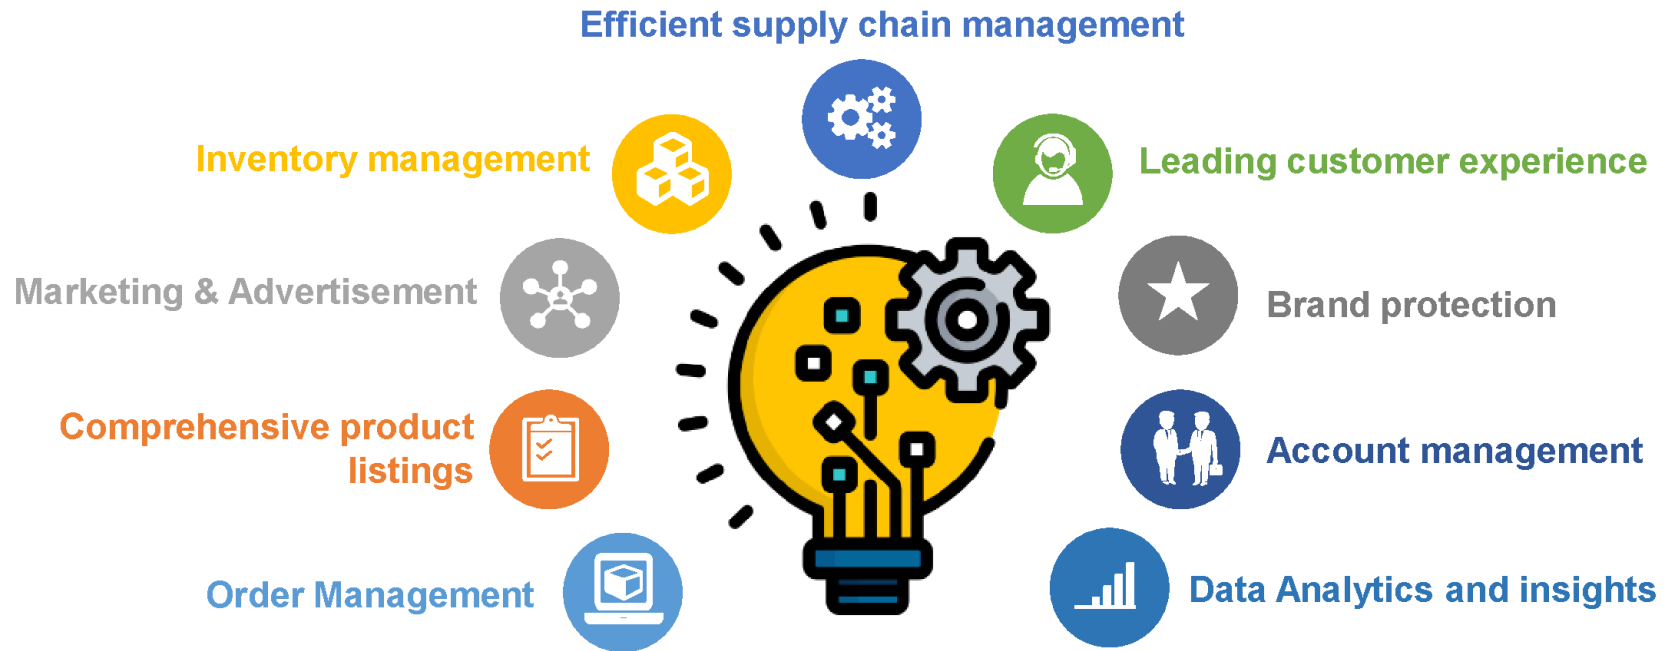 Efficient supply chain management
Inventory management
Leading customer experience
Marketing & Advertisement
Brand protection
Comprehensive product
listings
Account management
Order Management
Data Analytics and insights